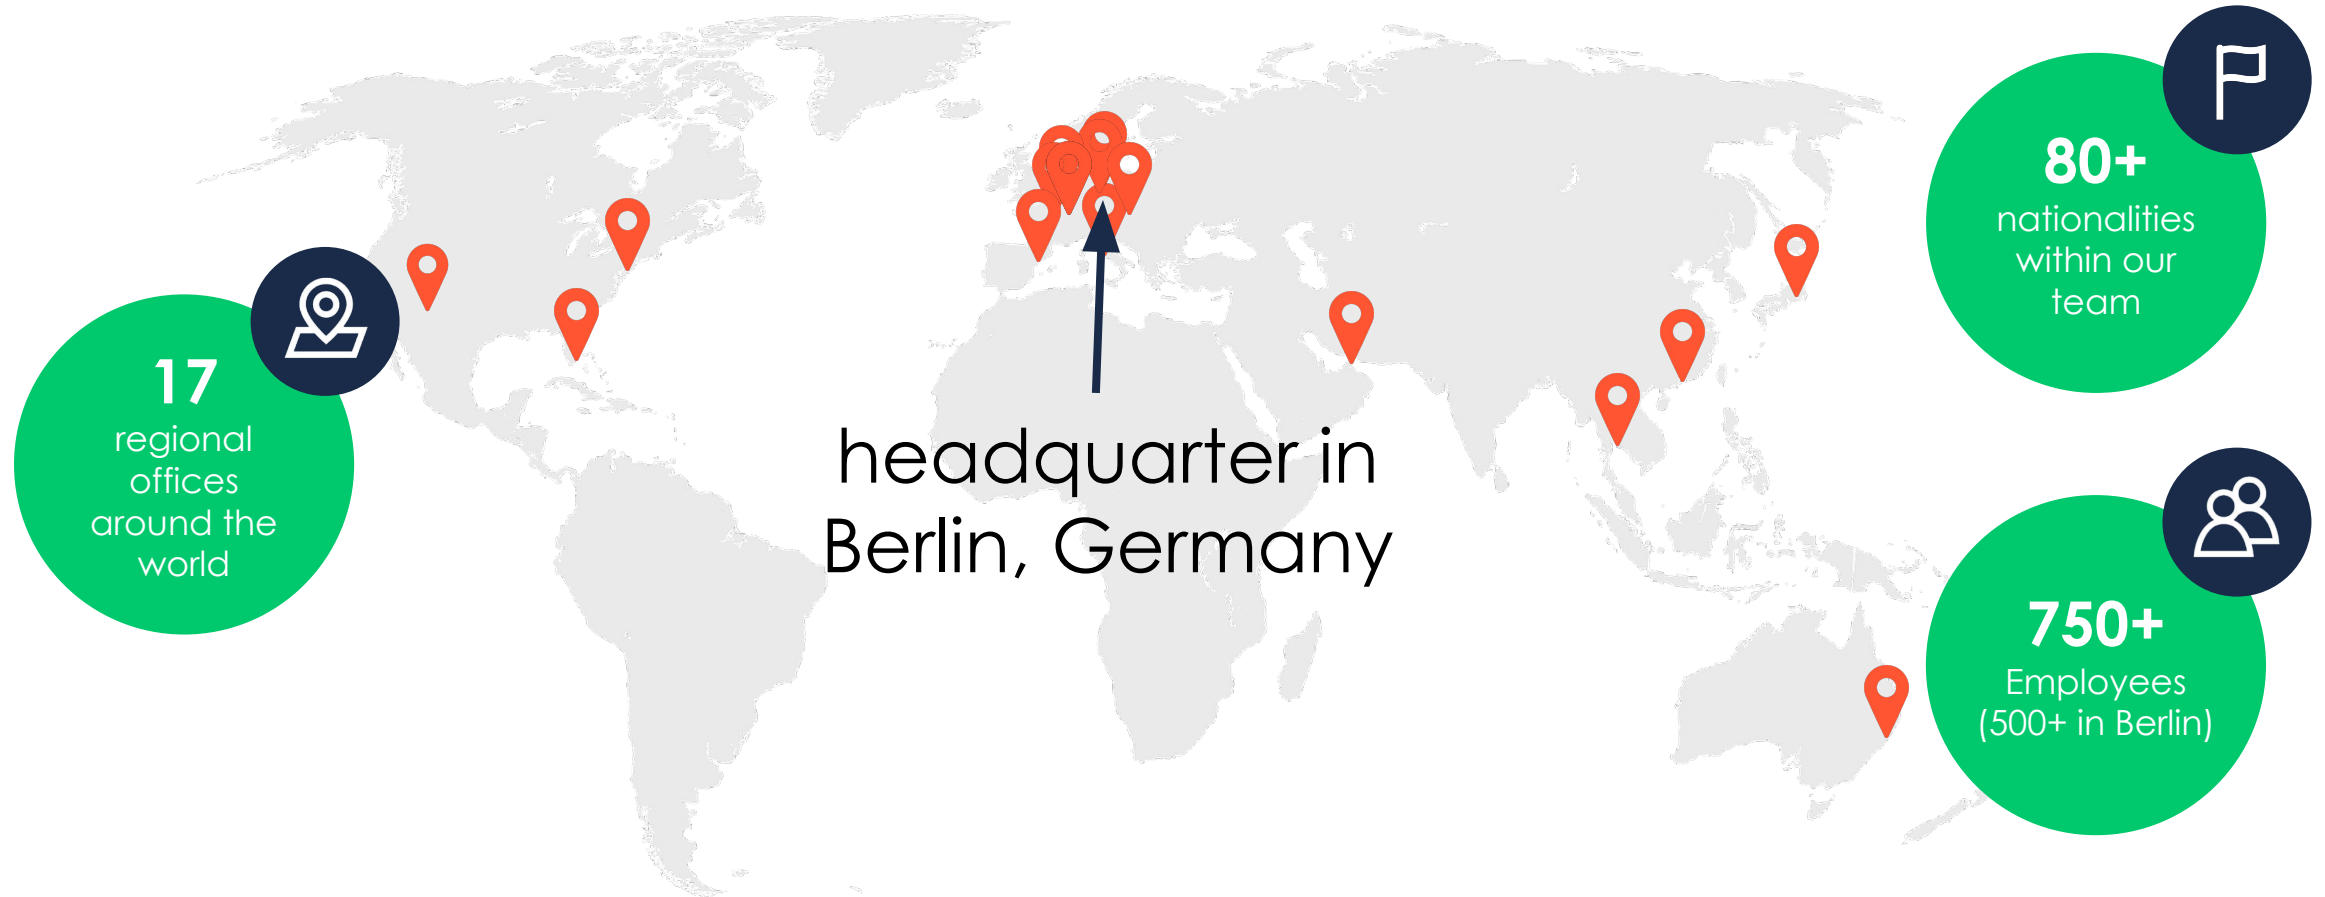 17
regional
offices
around the
world
headquarter in
Berlin, Germany
80+
nationalities
within our
team
750+
Employees
(500+ in Berlin)